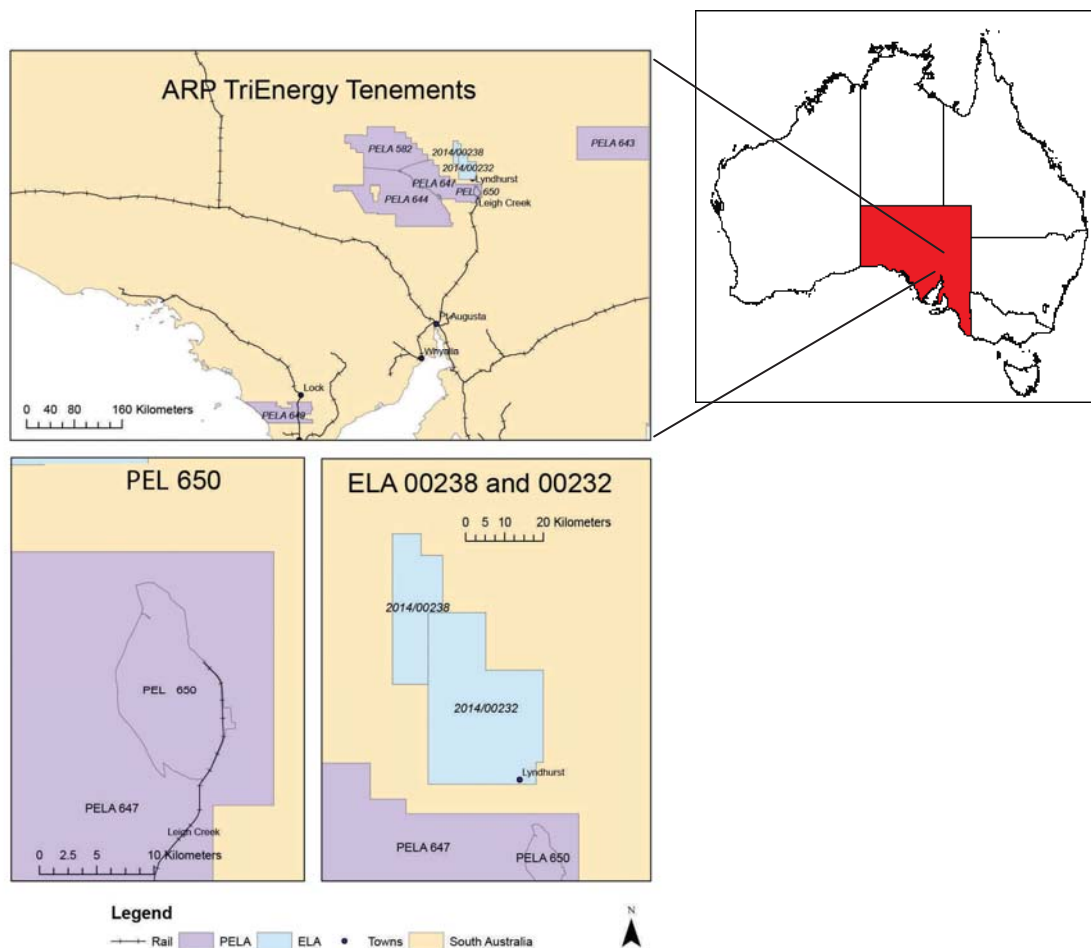 ARP TriEnergy Tenements
PELA 582
2014/00238
2014/00232
Lyndhurst
PELA 643
PELA 647
PEL 650
PELA 644
Leigh Creek
Pt Augusta
Whyalla
Lock
PELA 649
0 40 80 160 Kilometers
PEL 650
PEL 650
PELA 647
Leigh Creek
0 2.5 5 10 Kilometers
ELA 00238 and 00232
0 5 10 20 Kilometers
2014/00238
2014/00232
Lyndhurst
PELA 647
PELA 650
Legend
Rail PELA ELA Towns South Australia
N